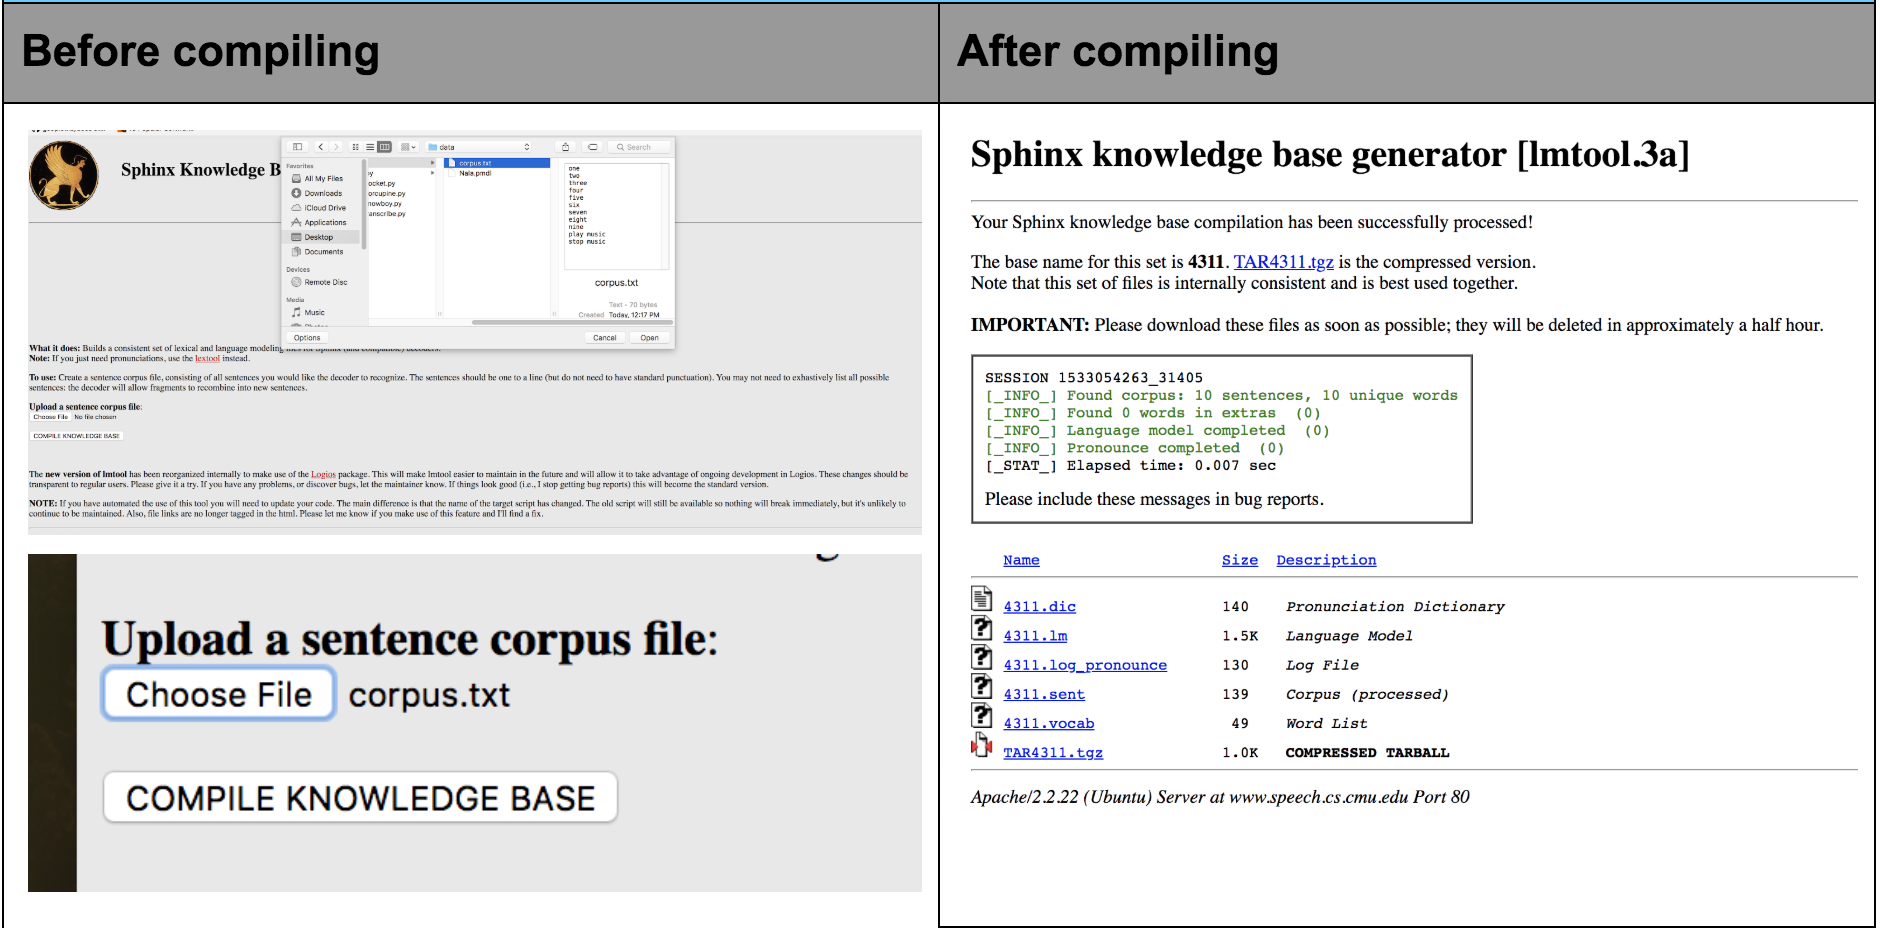 Before compiling
After compiling
Sphinx Knowledge B
data
Search
Favorites
All My Files
Downloads
iCloud Drive
Applications
Desktop
Documents
Devices
Remote Disc
Media
Music
ocket.py
orcupine.py
nowboy.py
anscribe.py
corpus.txt
Nala.pmdl
one
two
three
four
five
six
seven
eight
nine
play music
stop music
corpus.txt
Text - 70 bytes
Created Today, 12:17 PM
Options
Cancel
Open
What it does: Builds a consistent set of lexical and language modeling
Note: If you just need pronunciations, use the lextool instead.
To use: Create a sentence corpus file, consisting of all sentences you would like the decoder to recognize. The sentences should be one to a line (but do not need to have standard punctuation). You may not need to exhaustively list all possible
sentences: the decoder will allow fragments to recombine into new sentences.
Upload a sentence corpus file:
Choose File No file chosen
COMPILE KNOWLEDGE BASE
The new version of lmtool has been reorganized internally to make use of the Logios package. This will make lmtool easier to maintain in the future and will allow it to take advantage of ongoing development in Logios. These changes should be
transparent to regular users. Please give it a try. If you have any problems, or discover bugs, let the maintainer know. If things look good (i.e., I stop getting bug reports) this will become the standard version.
NOTE: If you have automated the use of this tool you will need to update your code. The main difference is that the name of the target script has changed. The old script will still be available so nothing will break immediately, but it's unlikely to
continue to be maintained. Also, file links are no longer tagged in the html. Please let me know if you make use of this feature and I'll find a fix.
Upload a sentence corpus file:
Choose File corpus.txt
COMPILE KNOWLEDGE BASE
Sphinx knowledge base generator [lmtool.3a]
Your Sphinx knowledge base compilation has been successfully processed!
The base name for this set is 4311. TAR4311.tgz is the compressed version.
Note that this set of files is internally consistent and is best used together.
IMPORTANT: Please download these files as soon as possible; they will be deleted in approximately a half hour.
SESSION 1533054263_31405
[_INFO_] Found corpus: 10 sentences, 10 unique words
[_INFO_] Found 0 words in extras (0)
[_INFO_] Language model completed (0)
[_INFO_] Pronounce completed (0)
[_STAT_] Elapsed time: 0.007 sec
Please include these messages in bug reports.
Name Size Description
4311.dic 140 Pronunciation Dictionary
4311.lm 1.5K Language Model
4311.log_pronounce 130 Log File
4311.sent 139 Corpus (processed)
4311.vocab 49 Word List
TAR4311.tgz 1.0K COMPRESSED TARBALL
Apache/2.2.22 (Ubuntu) Server at www.speech.cs.cmu.edu Port 80